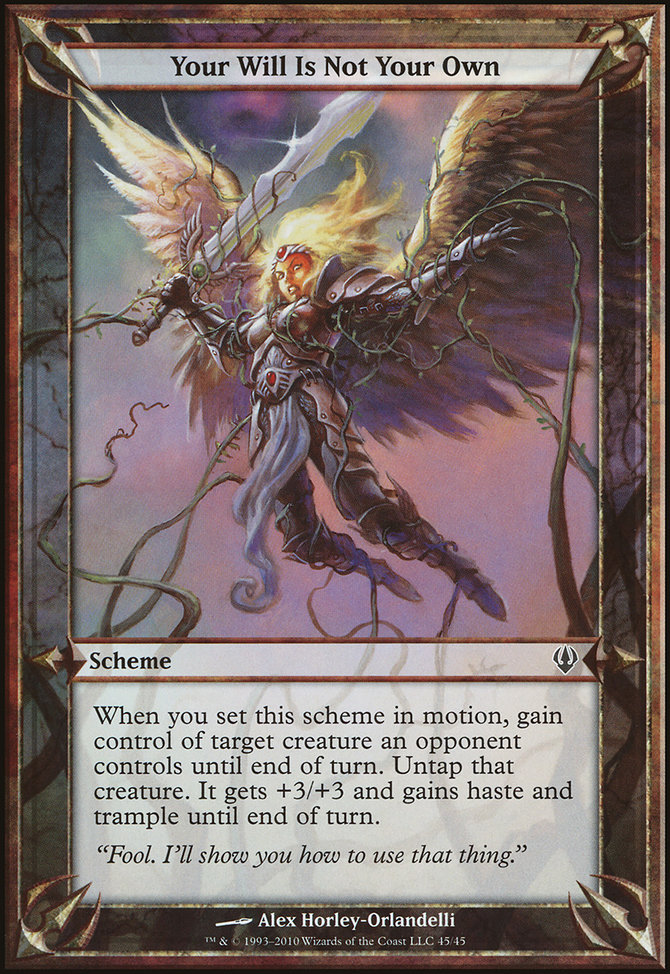 Your Will Is Not Your Own
Scheme
When you set this scheme in motion, gain
control of target creature an opponent
controls until end of turn. Untap that
creature. It gets +3/+3 and gains haste and
trample until end of turn.
“Fool. I’ll show you how to use that thing.”
Alex Horley-Orlandelli
™ & © 1993–2010 Wizards of the Coast LLC 45/45